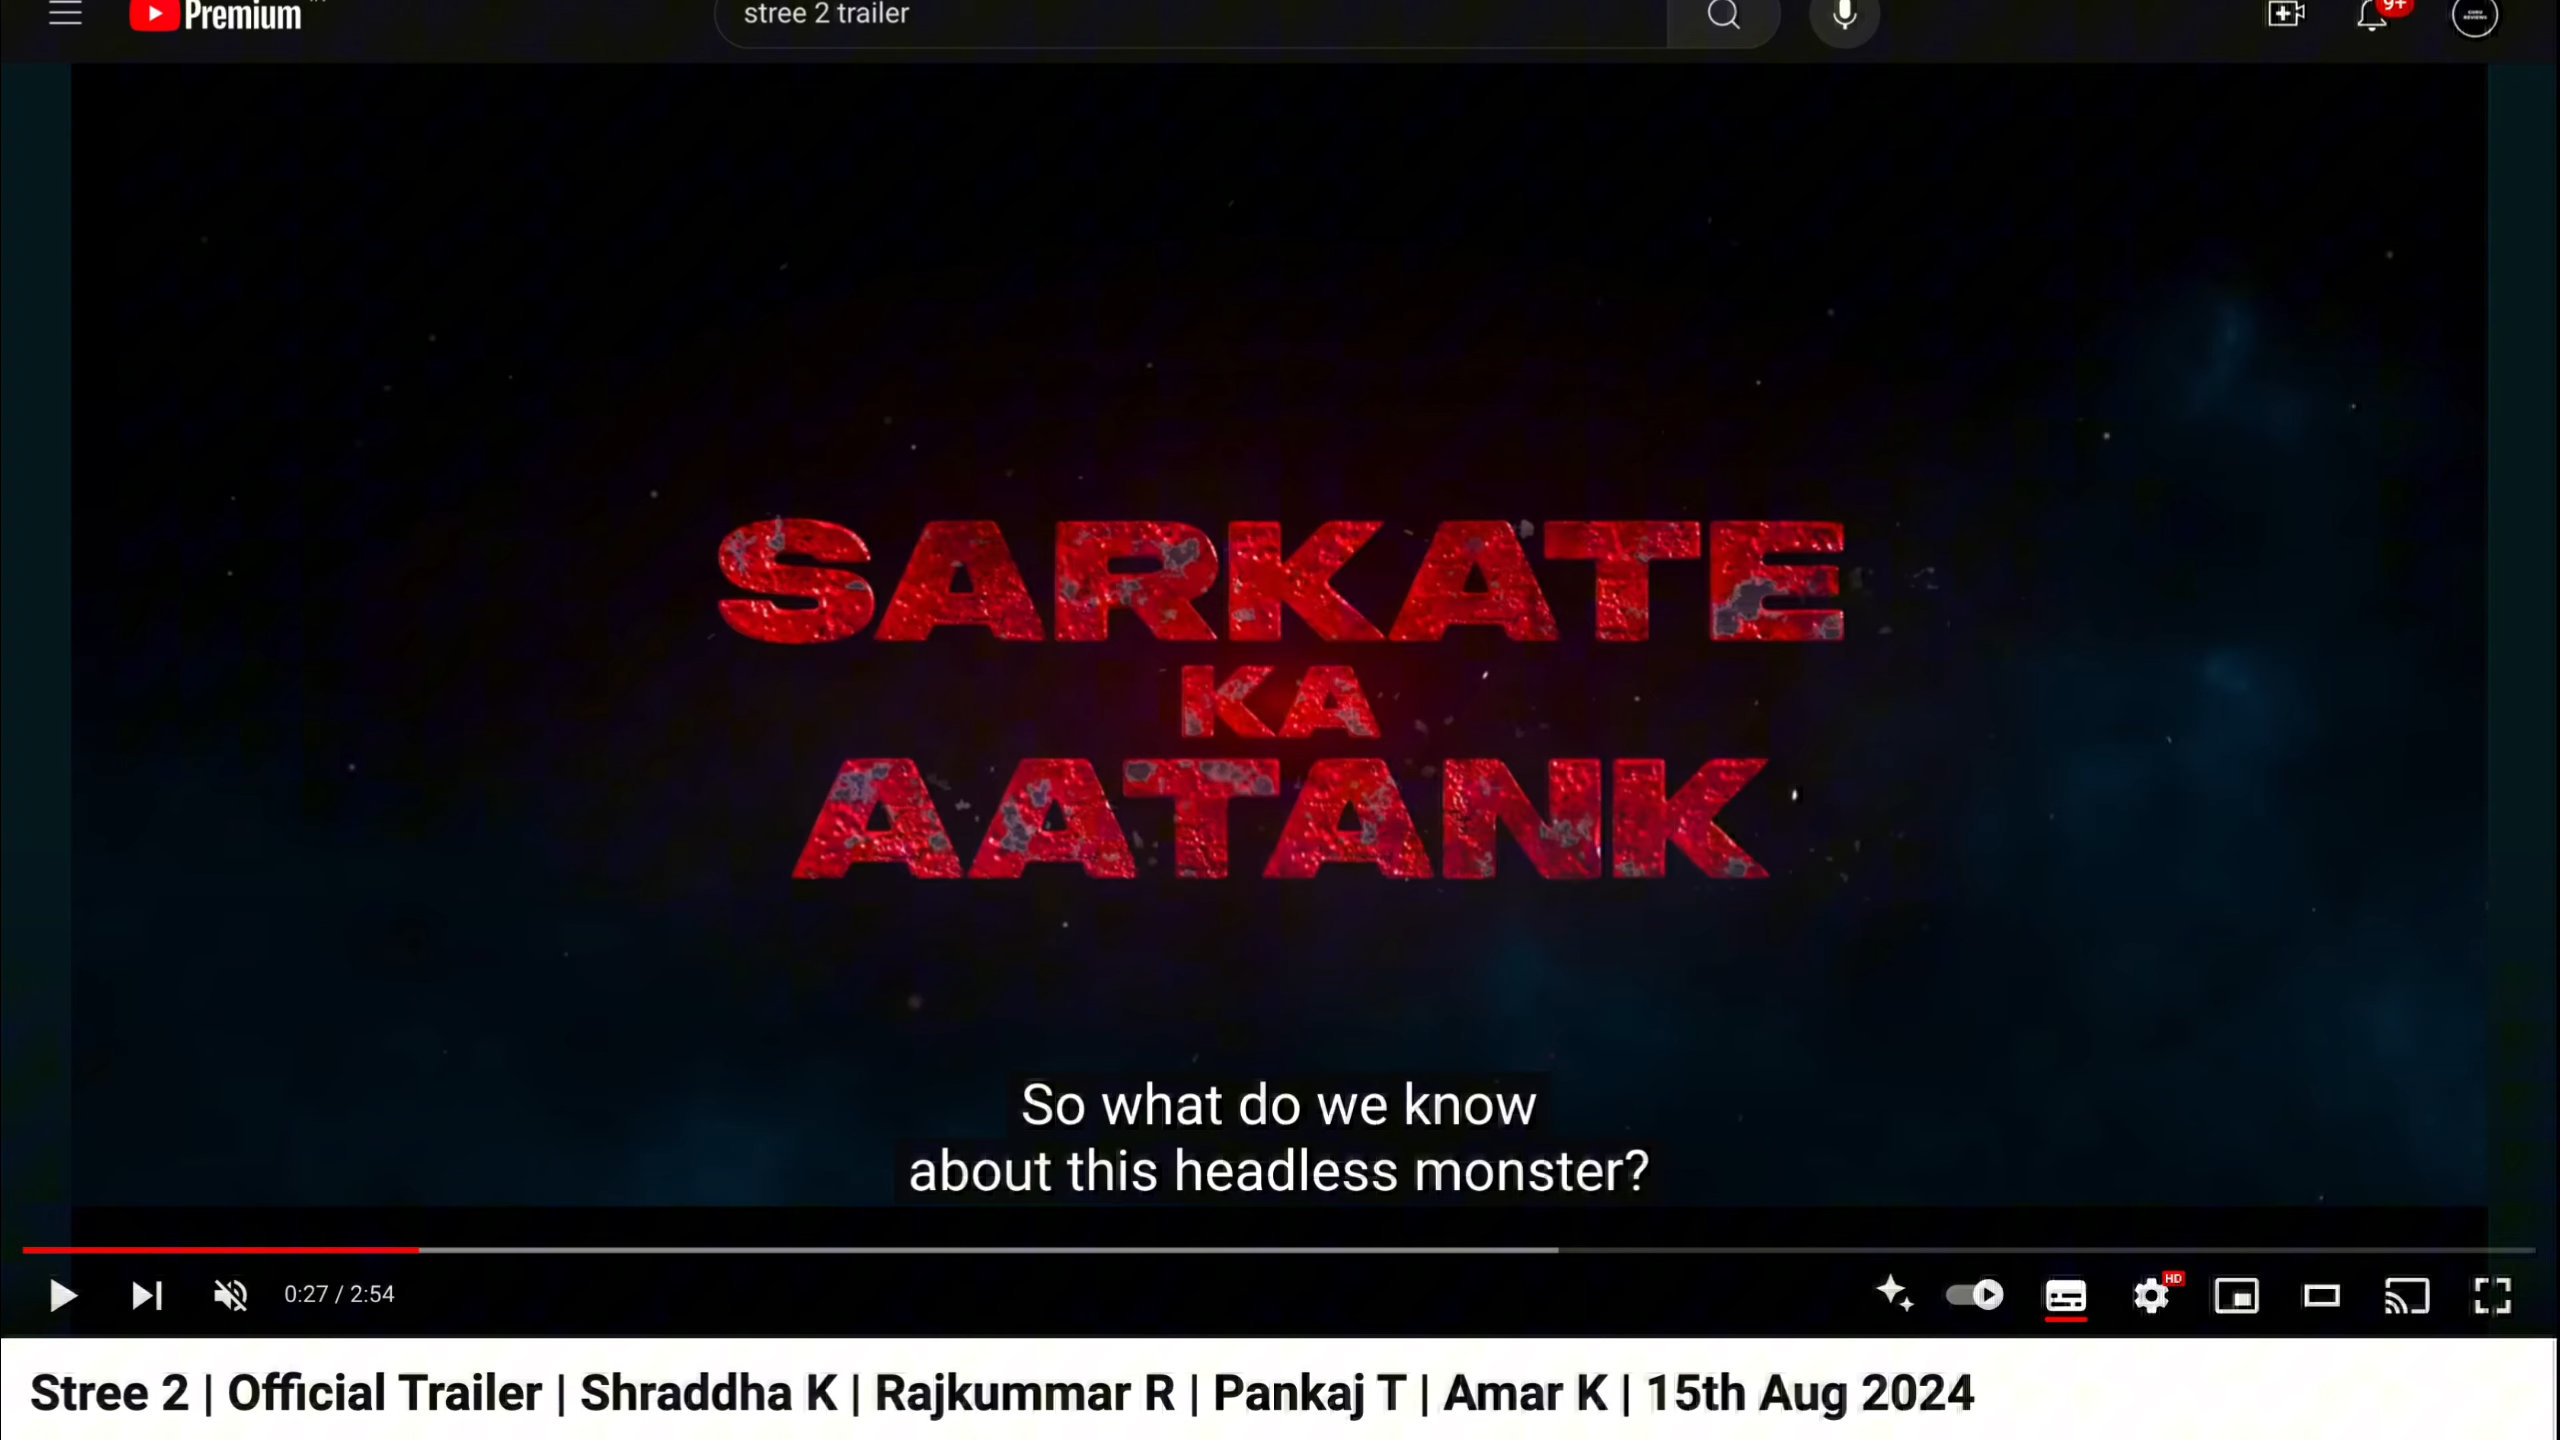 Premium
stree 2 trailer
9+
SARKATE
KA
AATANK
So what do we know
about this headless monster?
0:27 / 2:54
HD
Stree 2 | Official Trailer | Shraddha K | Rajkummar R | Pankaj T | Amar K | 15th Aug 2024